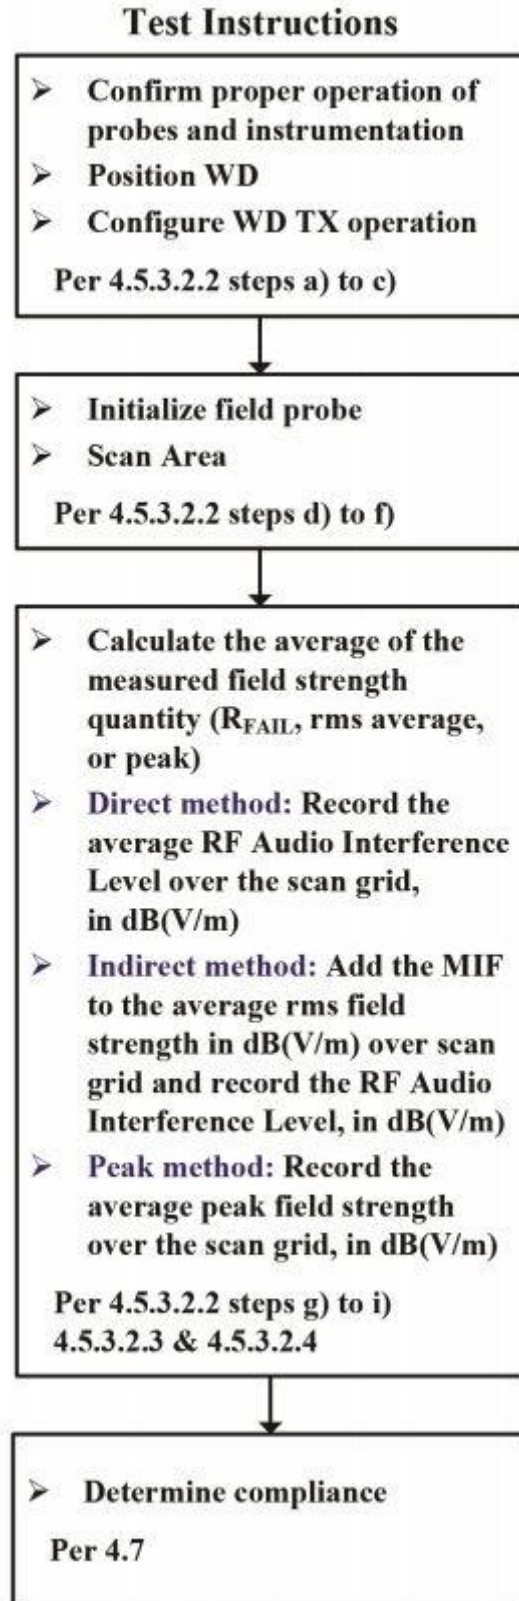 Test Instructions
➢ Confirm proper operation of
probes and instrumentation
➢ Position WD
➢ Configure WD TX operation
Per 4.5.3.2.2 steps a) to c)
➢ Initialize field probe
➢ Scan Area
Per 4.5.3.2.2 steps d) to f)
➢ Calculate the average of the
measured field strength
quantity (RFAIL, rms average,
or peak)
➢ Direct method: Record the
average RF Audio Interference
Level over the scan grid,
in dB(V/m)
➢ Indirect method: Add the MIF
to the average rms field
strength in dB(V/m) over scan
grid and record the RF Audio
Interference Level, in dB(V/m)
➢ Peak method: Record the
average peak field strength
over the scan grid, in dB(V/m)
Per 4.5.3.2.2 steps g) to i)
4.5.3.2.3 & 4.5.3.2.4
➢ Determine compliance
Per 4.7